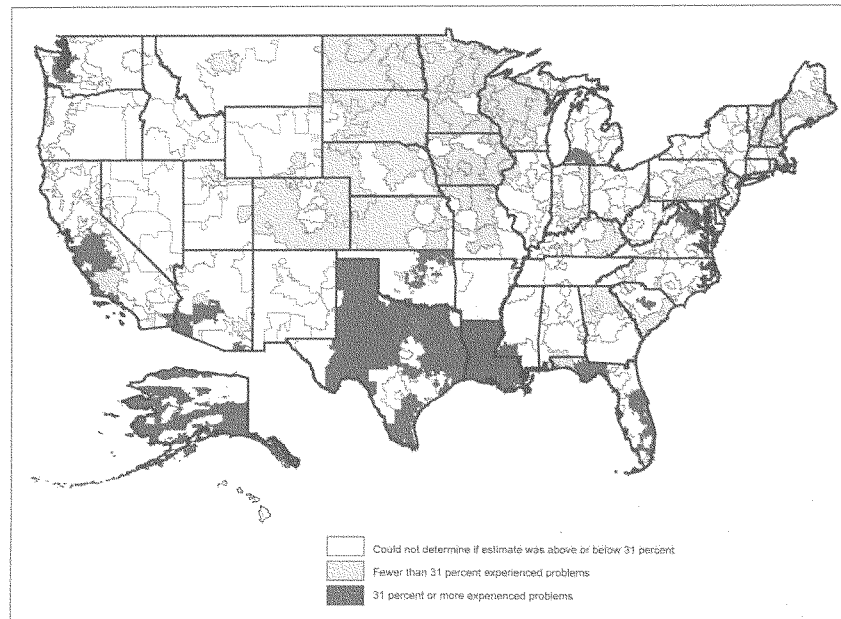 Could not determine if estimate was above or below 31 percent
Fewer than 31 percent experienced problems
31 percent or more experienced problems